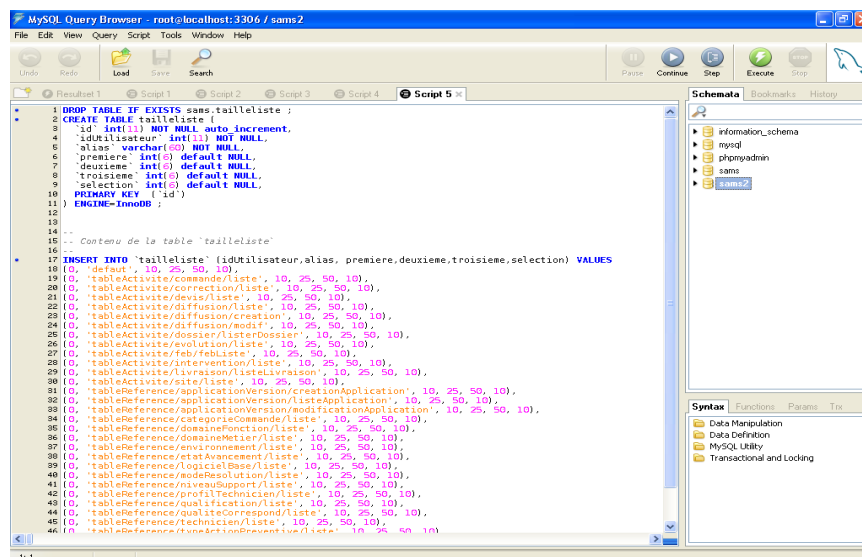 MySQL Query Browser - root@localhost:3306 / sams2
File Edit View Query Script Tools Window Help
Undo Redo Load Save Search Pause Continue Step Execute Stop
Resultset 1 Script 1 Script 2 Script 3 Script 4 Script 5
1 DROP TABLE IF EXISTS sams.tailleliste ;
2 CREATE TABLE tailleliste (
3 `id` int(11) NOT NULL auto_increment,
4 `idUtilisateur` int(11) NOT NULL,
5 `alias` varchar(60) NOT NULL,
6 `premiere` int(6) default NULL,
7 `deuxieme` int(6) default NULL,
8 `troisieme` int(6) default NULL,
9 `selection` int(6) default NULL,
10 PRIMARY KEY (`id`)
11 ) ENGINE=InnoDB ;
12
13
14 --
15 -- Contenu de la table `tailleliste`
16 --
17 INSERT INTO `tailleliste` (idUtilisateur,alias, premiere,deuxieme,troisieme,selection) VALUES
18 (0, 'defaut', 10, 25, 50, 10),
19 (0, 'tableActivite/commande/liste', 10, 25, 50, 10),
20 (0, 'tableActivite/correction/liste', 10, 25, 50, 10),
21 (0, 'tableActivite/devis/liste', 10, 25, 50, 10),
22 (0, 'tableActivite/diffusion/liste', 10, 25, 50, 10),
23 (0, 'tableActivite/diffusion/creation', 10, 25, 50, 10),
24 (0, 'tableActivite/diffusion/modif', 10, 25, 50, 10),
25 (0, 'tableActivite/dossier/listerDossier', 10, 25, 50, 10),
26 (0, 'tableActivite/evolution/liste', 10, 25, 50, 10),
27 (0, 'tableActivite/feb/febListe', 10, 25, 50, 10),
28 (0, 'tableActivite/intervention/liste', 10, 25, 50, 10),
29 (0, 'tableActivite/livraison/listeLivraison', 10, 25, 50, 10),
30 (0, 'tableActivite/site/liste', 10, 25, 50, 10),
31 (0, 'tableReference/applicationVersion/creationApplication', 10, 25, 50, 10),
32 (0, 'tableReference/applicationVersion/listeApplication', 10, 25, 50, 10),
33 (0, 'tableReference/applicationVersion/modificationApplication', 10, 25, 50, 10),
34 (0, 'tableReference/categorieCommande/liste', 10, 25, 50, 10),
35 (0, 'tableReference/domaineFonction/liste', 10, 25, 50, 10),
36 (0, 'tableReference/domaineMetier/liste', 10, 25, 50, 10),
37 (0, 'tableReference/environnement/liste', 10, 25, 50, 10),
38 (0, 'tableReference/etatAvancement/liste', 10, 25, 50, 10),
39 (0, 'tableReference/logicielBase/liste', 10, 25, 50, 10),
40 (0, 'tableReference/modeResolution/liste', 10, 25, 50, 10),
41 (0, 'tableReference/niveauSupport/liste', 10, 25, 50, 10),
42 (0, 'tableReference/profilTechnicien/liste', 10, 25, 50, 10),
43 (0, 'tableReference/qualification/liste', 10, 25, 50, 10),
44 (0, 'tableReference/qualiteCorrespond/liste', 10, 25, 50, 10),
45 (0, 'tableReference/technicien/liste', 10, 25, 50, 10),
46 (0, 'tableReference/typeActionPreventive/liste', 10, 25, 50, 10)
Schemata Bookmarks History
information_schema
mysql
phpmyadmin
sams
sams2
Syntax Functions Params Trx
Data Manipulation
Data Definition
MySQL Utility
Transactional and Locking